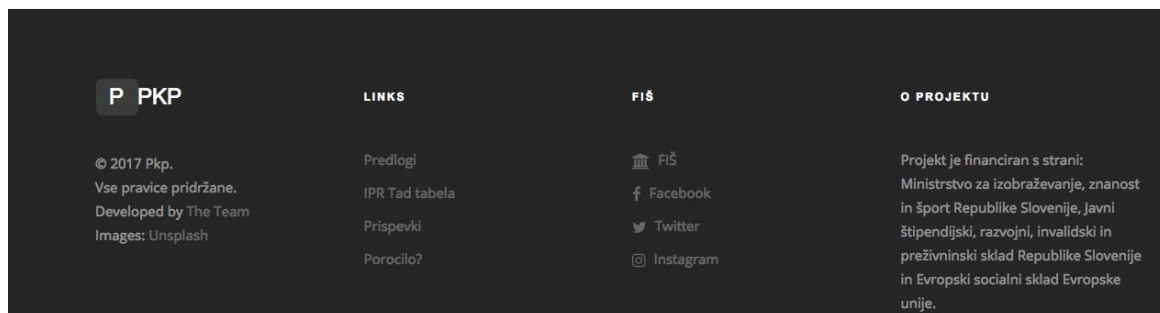 P PKP
© 2017 Pkp.
Vse pravice pridržane.
Developed by The Team
Images: Unsplash
LINKS
Predlogi
IPR Tad tabela
Prispevki
Porocilo?
FIŠ
FIŠ
Facebook
Twitter
Instagram
O PROJEKTU
Projekt je financiran s strani:
Ministrstvo za izobraževanje, znanost
in šport Republike Slovenije, Javni
štipendijski, razvojni, invalidski in
preživninski sklad Republike Slovenije
in Evropski socialni sklad Evropske
unije.